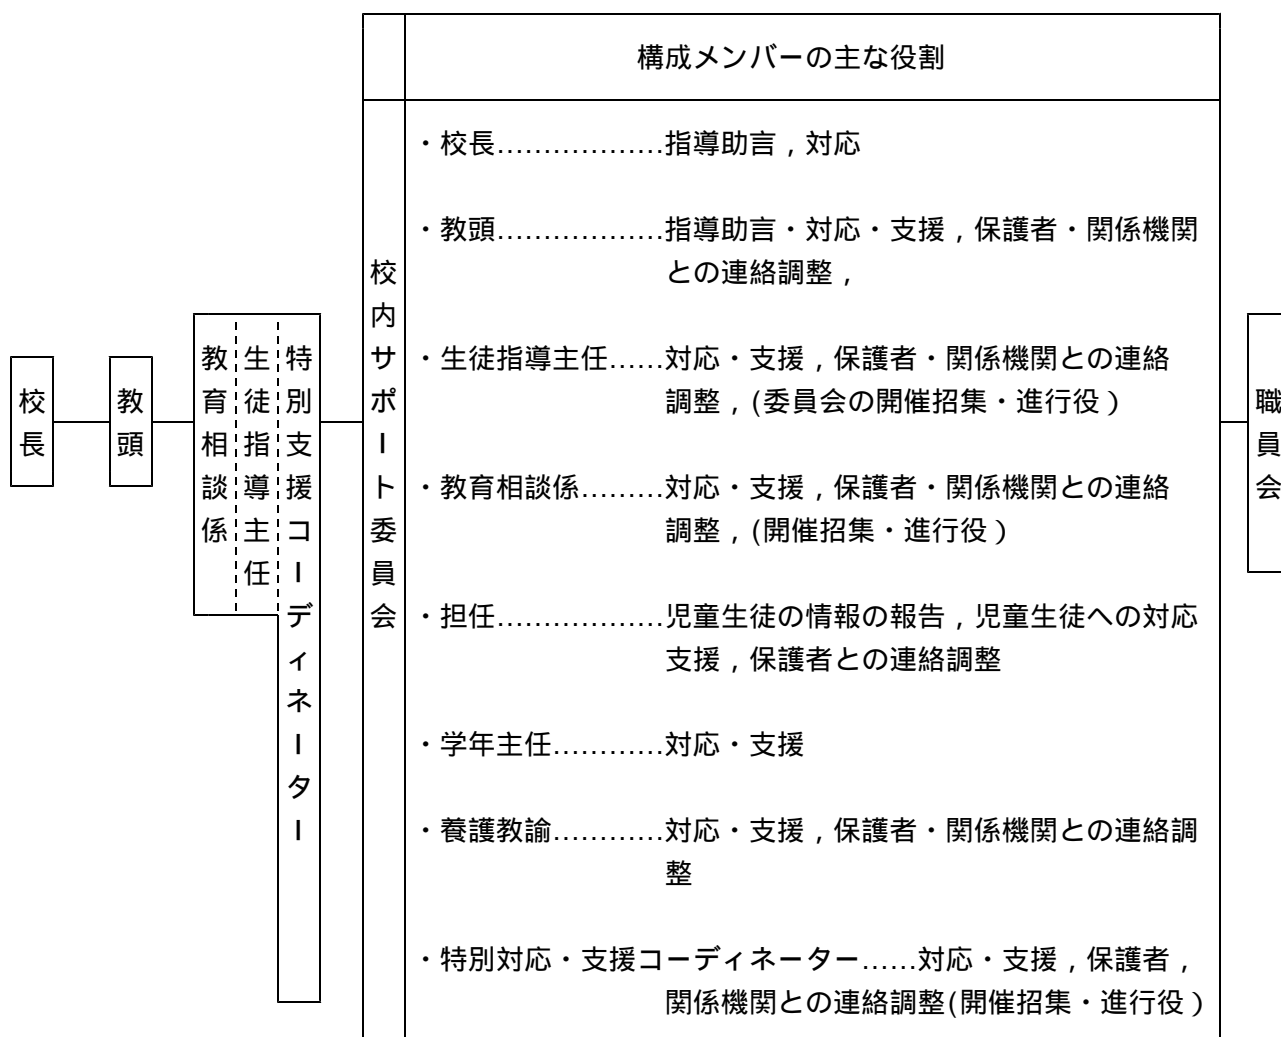 校長
教頭
教育相談係
生徒指導主任
特別支援コーディネーター
校内サポート委員会
構成メンバーの主な役割
・校長………………指導助言，対応
・教頭………………指導助言・対応・支援，保護者・関係機関
との連絡調整，
・生徒指導主任……対応・支援，保護者・関係機関との連絡
調整，(委員会の開催招集・進行役）
・教育相談係………対応・支援，保護者・関係機関との連絡
調整，(開催招集・進行役）
・担任………………児童生徒の情報の報告，児童生徒への対応
支援，保護者との連絡調整
・学年主任…………対応・支援
・養護教諭…………対応・支援，保護者・関係機関との連絡調
整
・特別対応・支援コーディネーター……対応・支援，保護者，
関係機関との連絡調整(開催招集・進行役）
職員会